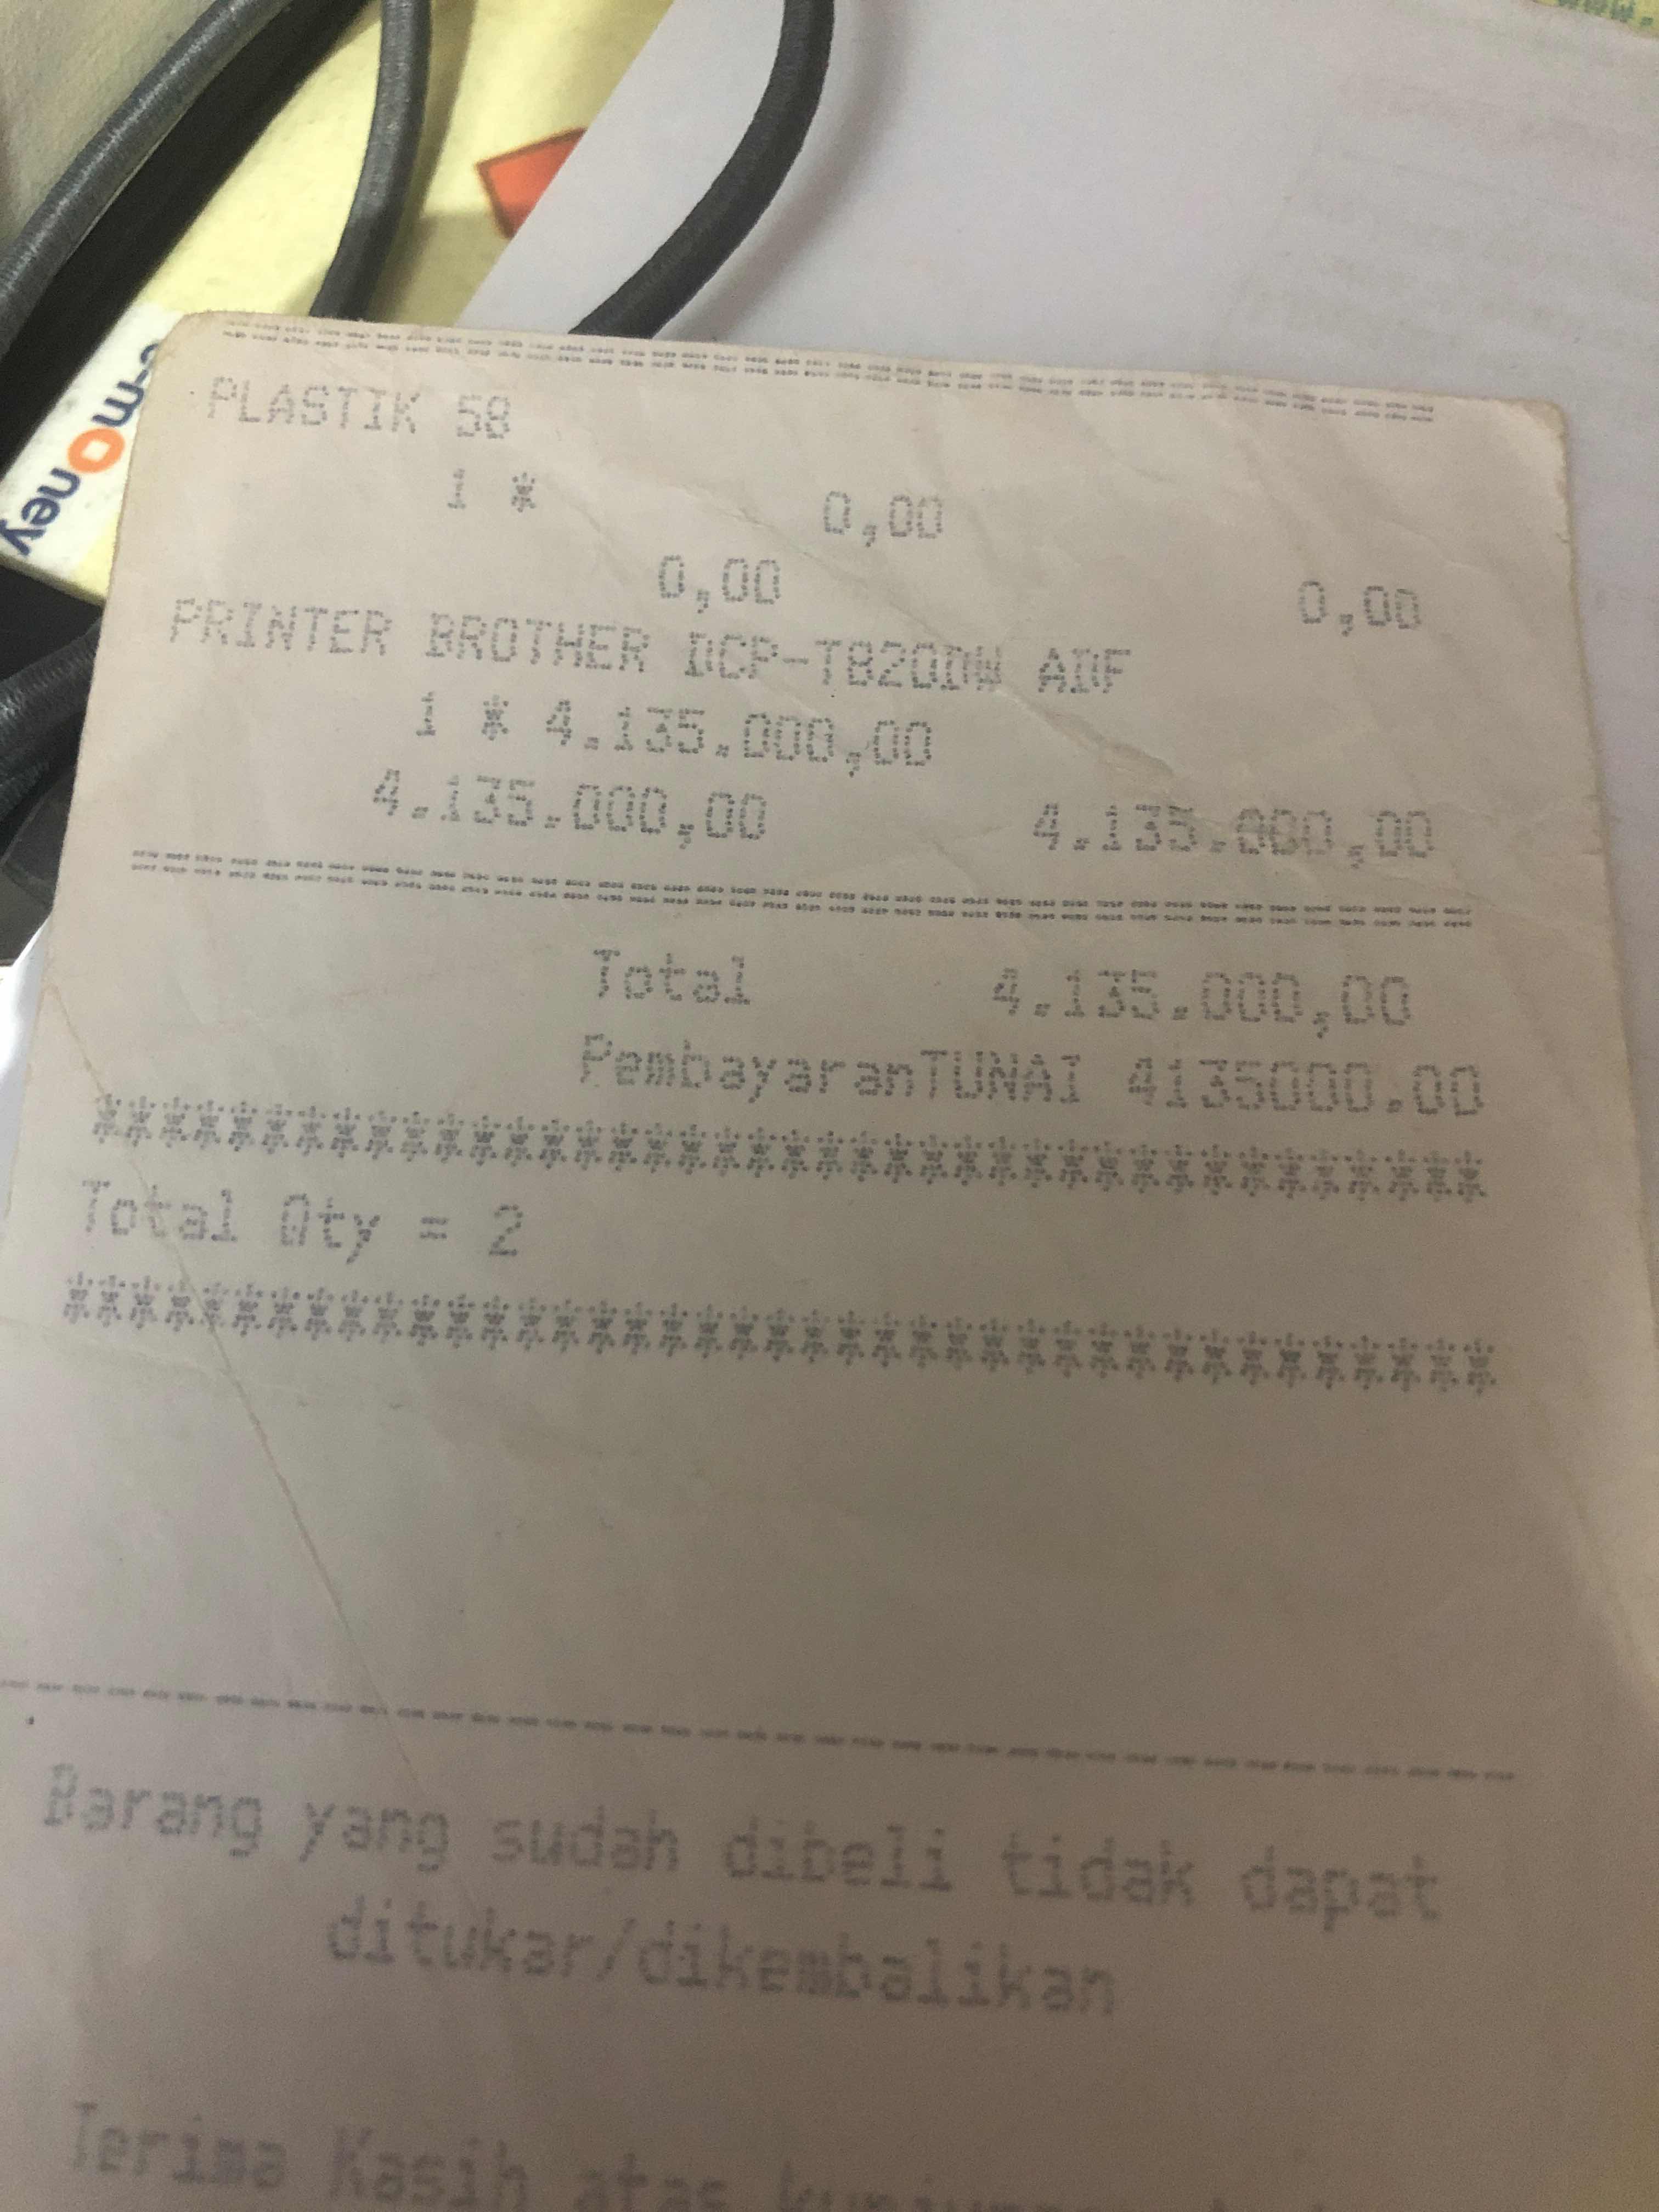 e-money
PLASTIK 58
1 * 0,00
0,00 0,00
PRINTER BROTHER DCP-T820DW ADF
1 * 4.135.000,00
4.135.000,00 4.135.000,00
Total 4.135.000,00
PembayaranTUNAI 4135000.00
****************************************
Total Qty = 2
****************************************
Barang yang sudah dibeli tidak dapat
ditukar/dikembalikan
Terima Kasih atas